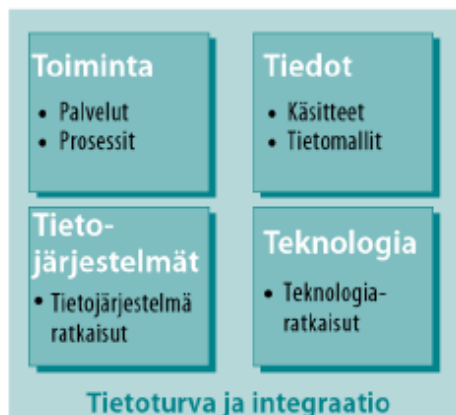 Toiminta
• Palvelut
• Prosessit
Tiedot
• Käsitteet
• Tietomallit
Tieto-
järjestelmät
• Tietojärjestelmä
ratkaisut
Teknologia
• Teknologia-
ratkaisut
Tietoturva ja integraatio